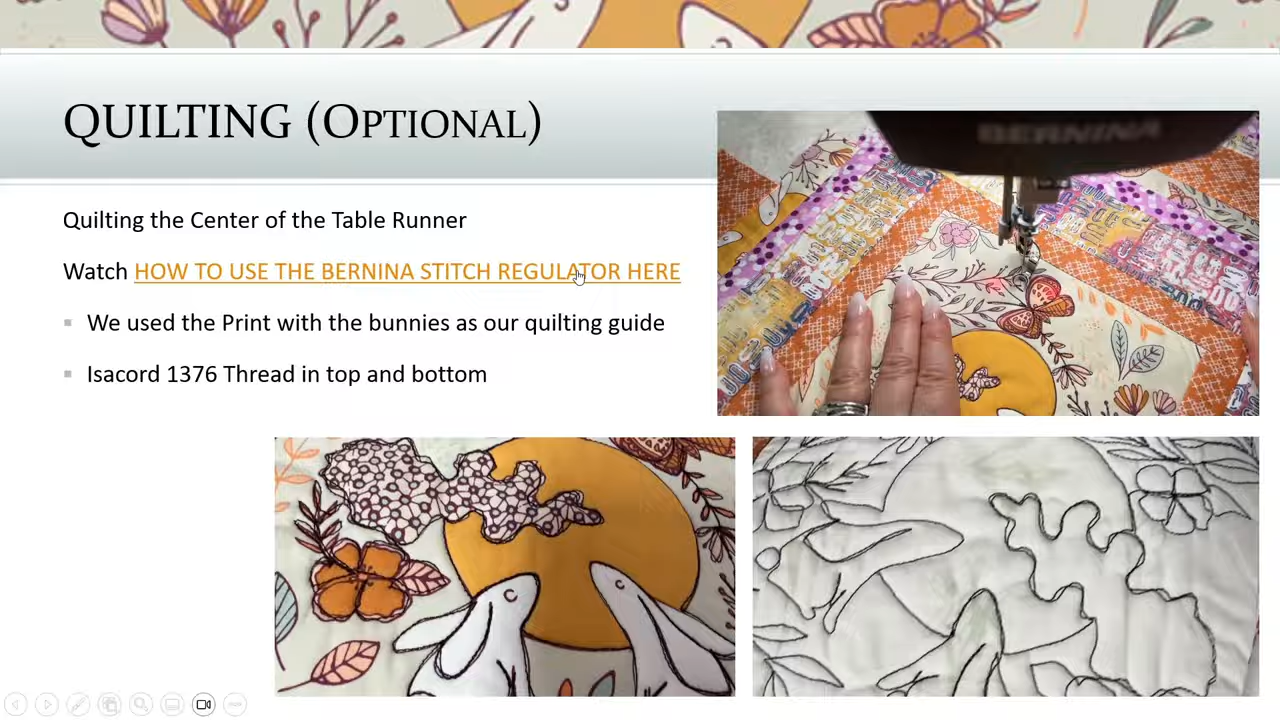 QUILTING (OPTIONAL)
Quilting the Center of the Table Runner
Watch HOW TO USE THE BERNINA STITCH REGULATOR HERE
We used the Print with the bunnies as our quilting guide
Isacord 1376 Thread in top and bottom
BERNINA